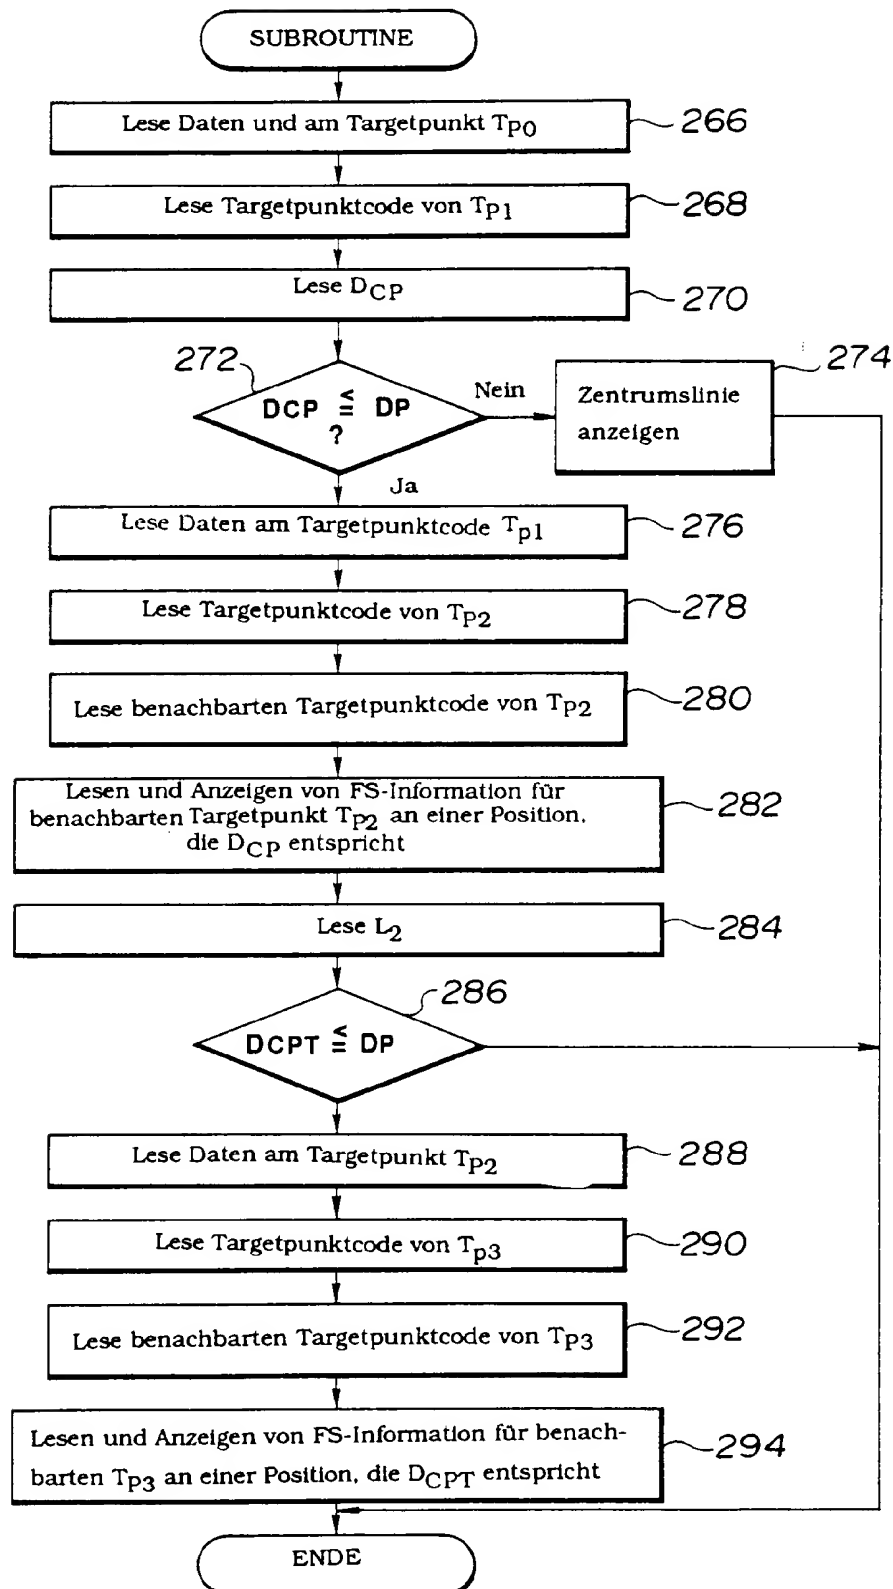 SUBROUTINE
Lese Daten und am Targetpunkt TP0
266
Lese Targetpunktcode von TP1
268
Lese DCP
270
272
DCP ≦ DP
?
Nein
Zentrumslinie
anzeigen
274
Ja
Lese Daten am Targetpunktcode Tp1
276
Lese Targetpunktcode von TP2
278
Lese benachbarten Targetpunktcode von TP2
280
Lesen und Anzeigen von FS-Information für
benachbarten Targetpunkt TP2 an einer Position,
die DCP entspricht
282
Lese L2
284
286
DCPT ≦ DP
Lese Daten am Targetpunkt TP2
288
Lese Targetpunktcode von Tp3
290
Lese benachbarten Targetpunktcode von TP3
292
Lesen und Anzeigen von FS-Information für benach-
barten TP3 an einer Position, die DCPT entspricht
294
ENDE